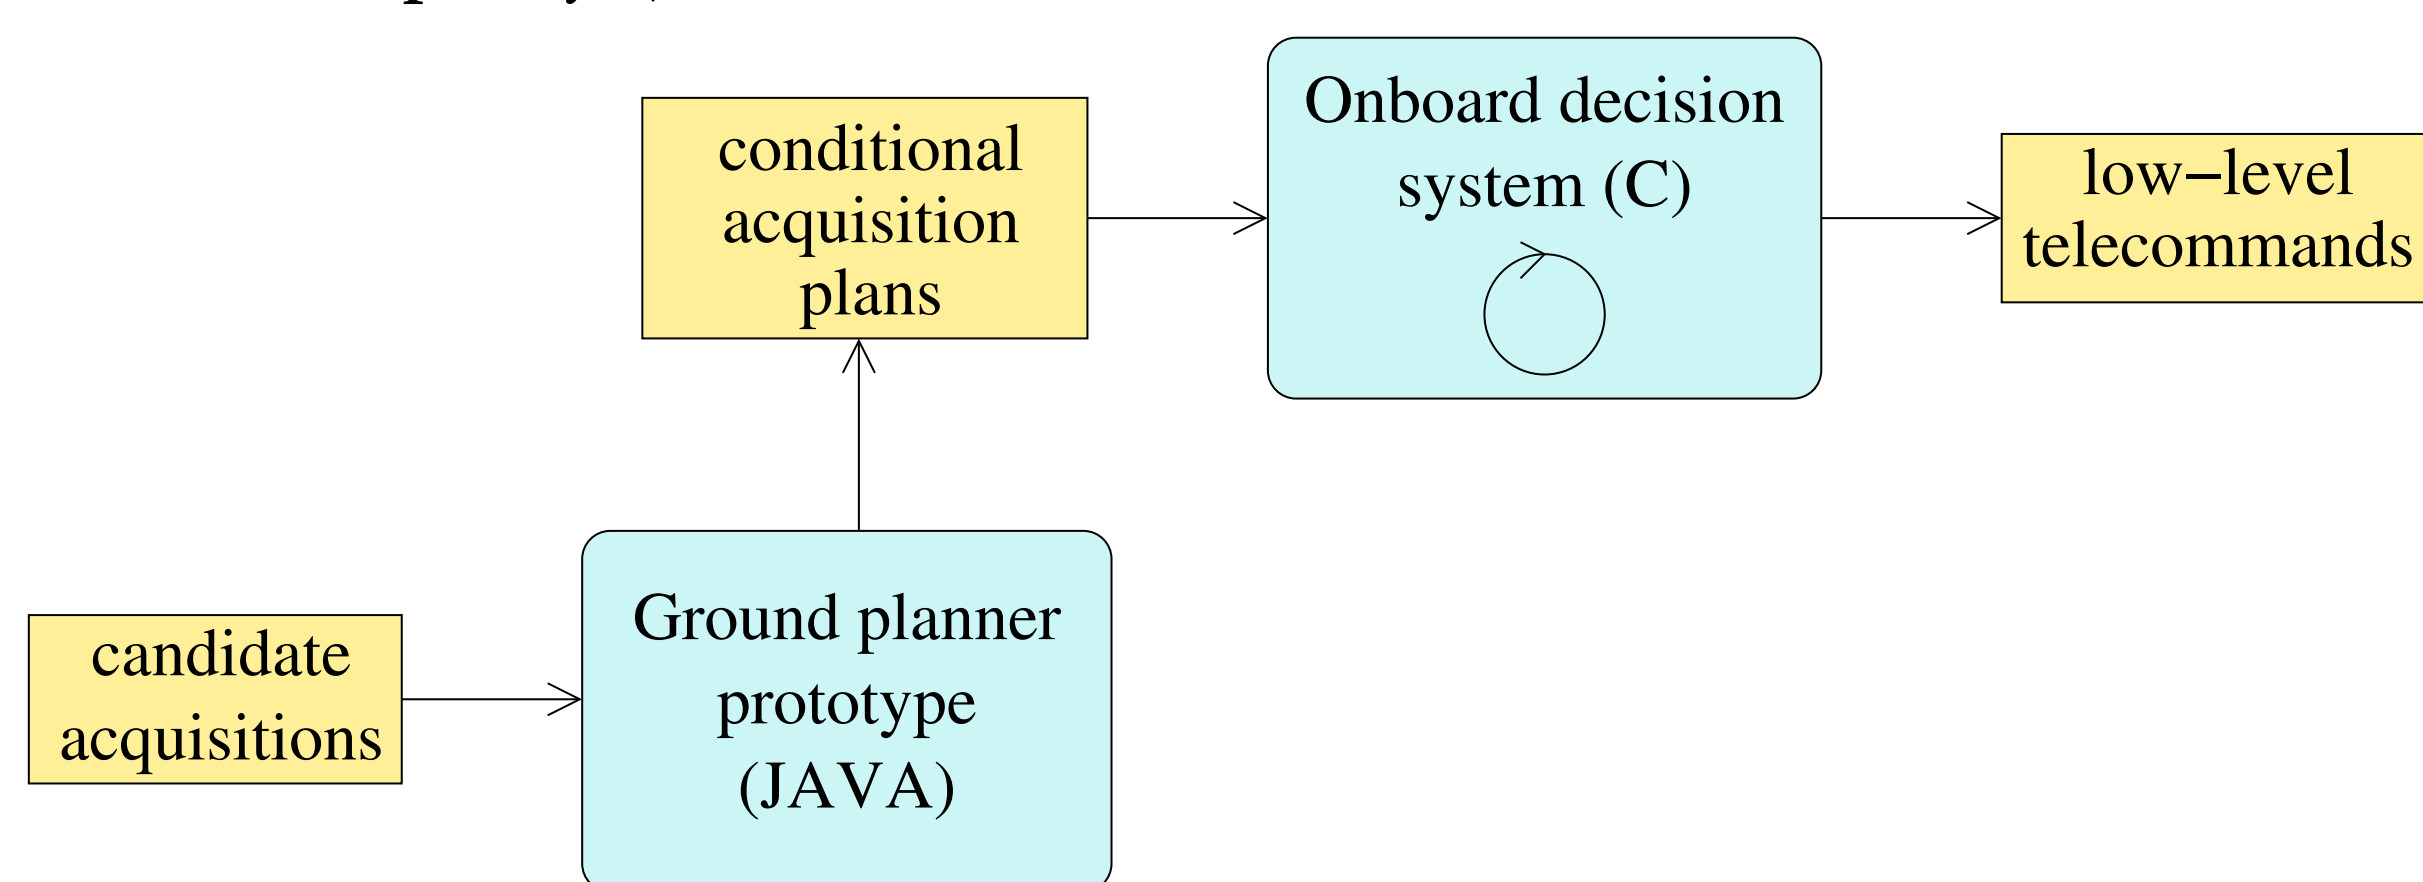 Onboard decision
system (C)
conditional
acquisition
plans
low–level
telecommands
Ground planner
prototype
(JAVA)
candidate
acquisitions